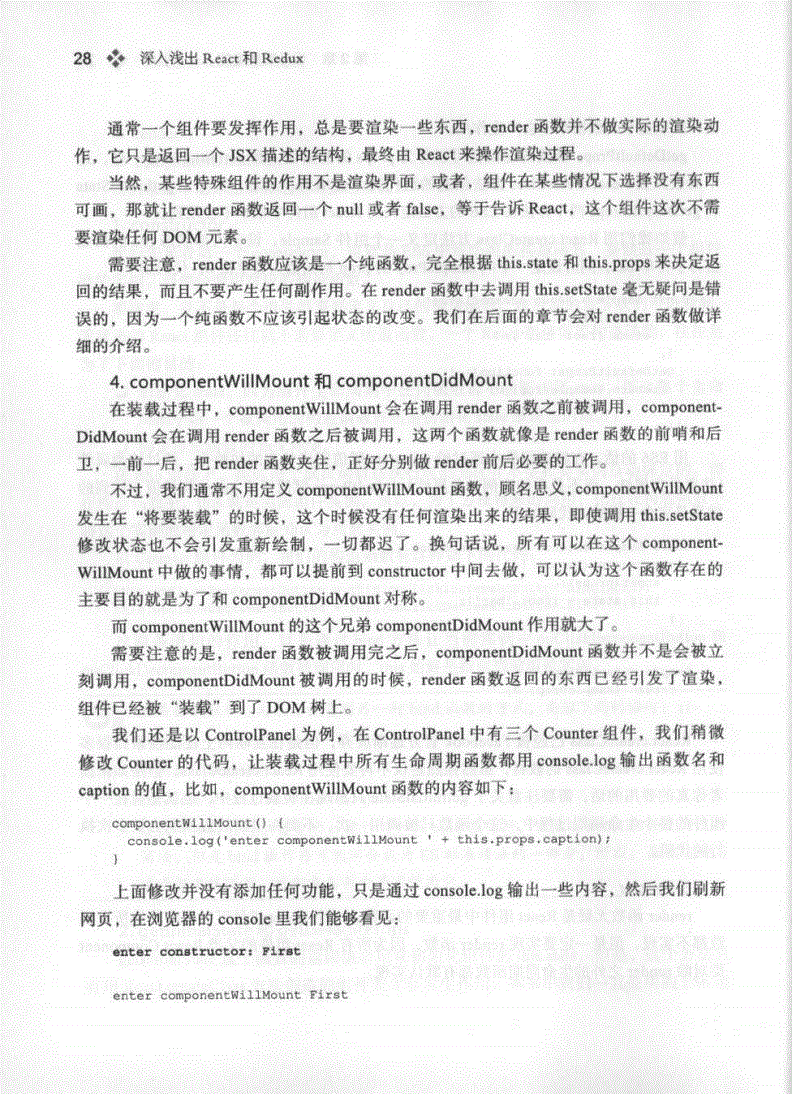 28 深入浅出 React 和 Redux
通常一个组件要发挥作用，总是要渲染一些东西，render 函数并不做实际的渲染动
作，它只是返回一个 JSX 描述的结构，最终由 React 来操作渲染过程。
当然，某些特殊组件的作用不是渲染界面，或者，组件在某些情况下选择没有东西
可画，那就让 render 函数返回一个 null 或者 false，等于告诉 React，这个组件这次不需
要渲染任何 DOM 元素。
需要注意，render 函数应该是一个纯函数，完全根据 this.state 和 this.props 来决定返
回的结果，而且不要产生任何副作用。在 render 函数中去调用 this.setState 毫无疑问是错
误的，因为一个纯函数不应该引起状态的改变。我们在后面的章节会对 render 函数做详
细的介绍。
4. componentWillMount 和 componentDidMount
在装载过程中，componentWillMount 会在调用 render 函数之前被调用，component-
DidMount 会在调用 render 函数之后被调用，这两个函数就像是 render 函数的前哨和后
卫，一前一后，把 render 函数夹住，正好分别做 render 前后必要的工作。
不过，我们通常不用定义 componentWillMount 函数，顾名思义，componentWillMount
发生在“将要装载”的时候，这个时候没有任何渲染出来的结果，即使调用 this.setState
修改状态也不会引发重新绘制，一切都迟了。换句话说，所有可以在这个 component-
WillMount 中做的事情，都可以提前到 constructor 中间去做，可以认为这个函数存在的
主要目的就是为了和 componentDidMount 对称。
而 componentWillMount 的这个兄弟 componentDidMount 作用就大了。
需要注意的是，render 函数被调用完之后，componentDidMount 函数并不是会被立
刻调用，componentDidMount 被调用的时候，render 函数返回的东西已经引发了渲染，
组件已经被“装载”到了 DOM 树上。
我们还是以 ControlPanel 为例，在 ControlPanel 中有三个 Counter 组件，我们稍微
修改 Counter 的代码，让装载过程中所有生命周期函数都用 console.log 输出函数名和
caption 的值，比如，componentWillMount 函数的内容如下：
componentWillMount() {
console.log('enter componentWillMount ' + this.props.caption);
}
上面修改并没有添加任何功能，只是通过 console.log 输出一些内容，然后我们刷新
网页，在浏览器的 console 里我们能够看见：
enter constructor: First
enter componentWillMount First